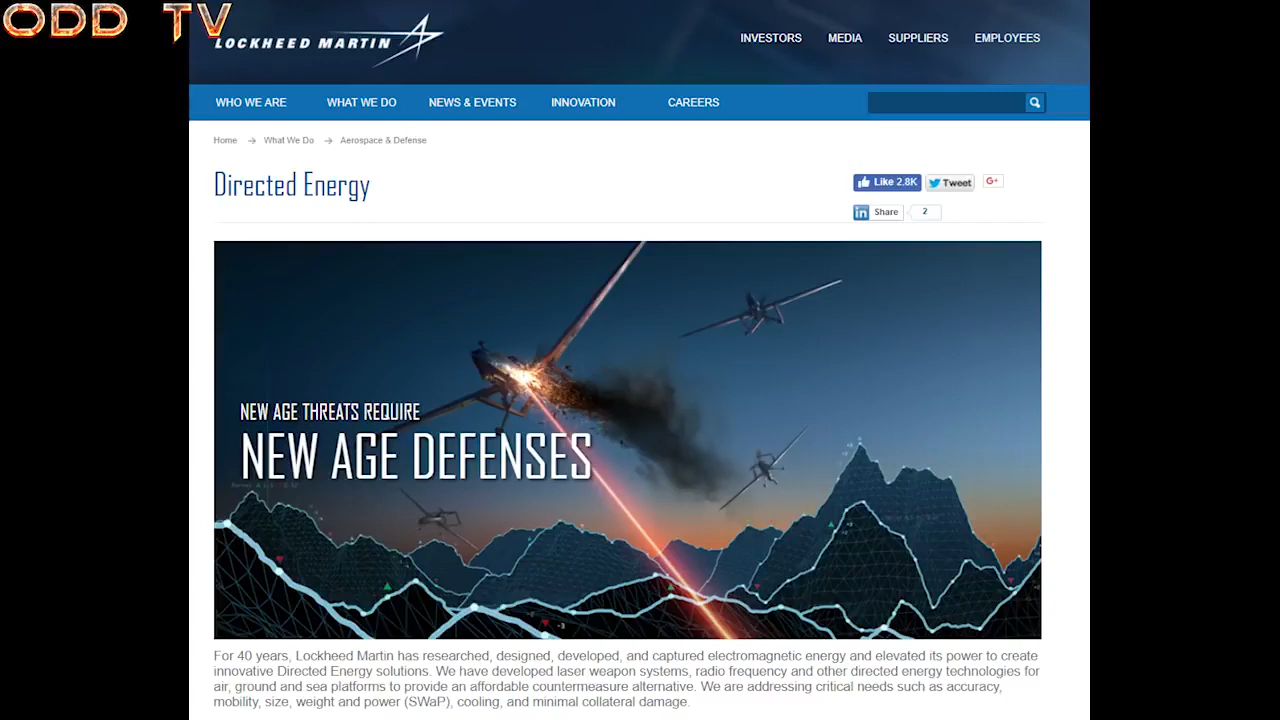 ODD TV
LOCKHEED MARTIN
INVESTORS MEDIA SUPPLIERS EMPLOYEES
WHO WE ARE WHAT WE DO NEWS & EVENTS INNOVATION CAREERS
Home → What We Do → Aerospace & Defense
Directed Energy
Like 2.8K Tweet G+
in Share 2
NEW AGE THREATS REQUIRE
NEW AGE DEFENSES
-3
For 40 years, Lockheed Martin has researched, designed, developed, and captured electromagnetic energy and elevated its power to create
innovative Directed Energy solutions. We have developed laser weapon systems, radio frequency and other directed energy technologies for
air, ground and sea platforms to provide an affordable countermeasure alternative. We are addressing critical needs such as accuracy,
mobility, size, weight and power (SWaP), cooling, and minimal collateral damage.